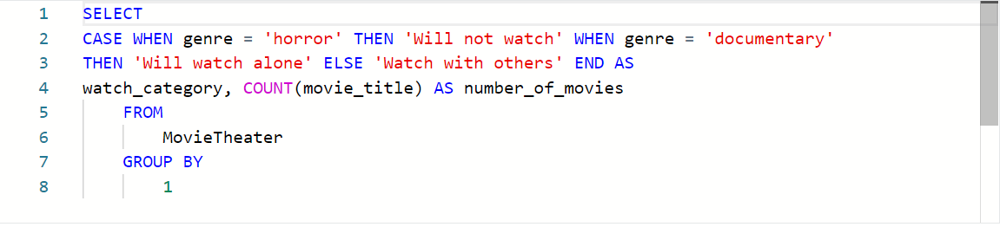 1 SELECT
2 CASE WHEN genre = 'horror' THEN 'Will not watch' WHEN genre = 'documentary'
3 THEN 'Will watch alone' ELSE 'Watch with others' END AS
4 watch_category, COUNT(movie_title) AS number_of_movies
5 FROM
6 MovieTheater
7 GROUP BY
8 1